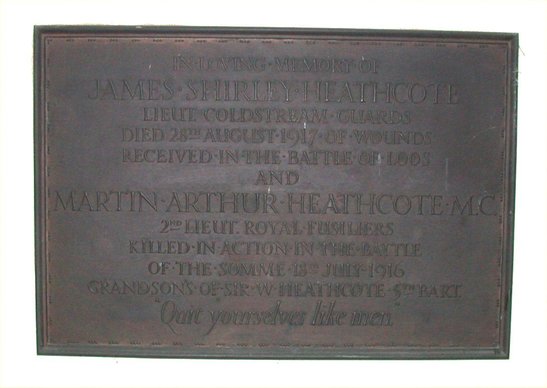 IN·LOVING·MEMORY OF
JAMES·SHIRLEY·HEATHCOTE
LIEUT. COLDSTREAM·GUARDS
DIED 28TH AUGUST·1917·OF·WOUNDS
RECEIVED·IN·THE·BATTLE·OF·LOOS
AND
MARTIN·ARTHUR·HEATHCOTE·M.C.
2ND LIEUT. ROYAL·FUSILIERS
KILLED·IN·ACTION·IN·THE·BATTLE
OF·THE·SOMME·15TH JULY·1916
GRANDSONS·OF·SIR·W·HEATHCOTE·5TH BART.
"Quit yourselves like men."